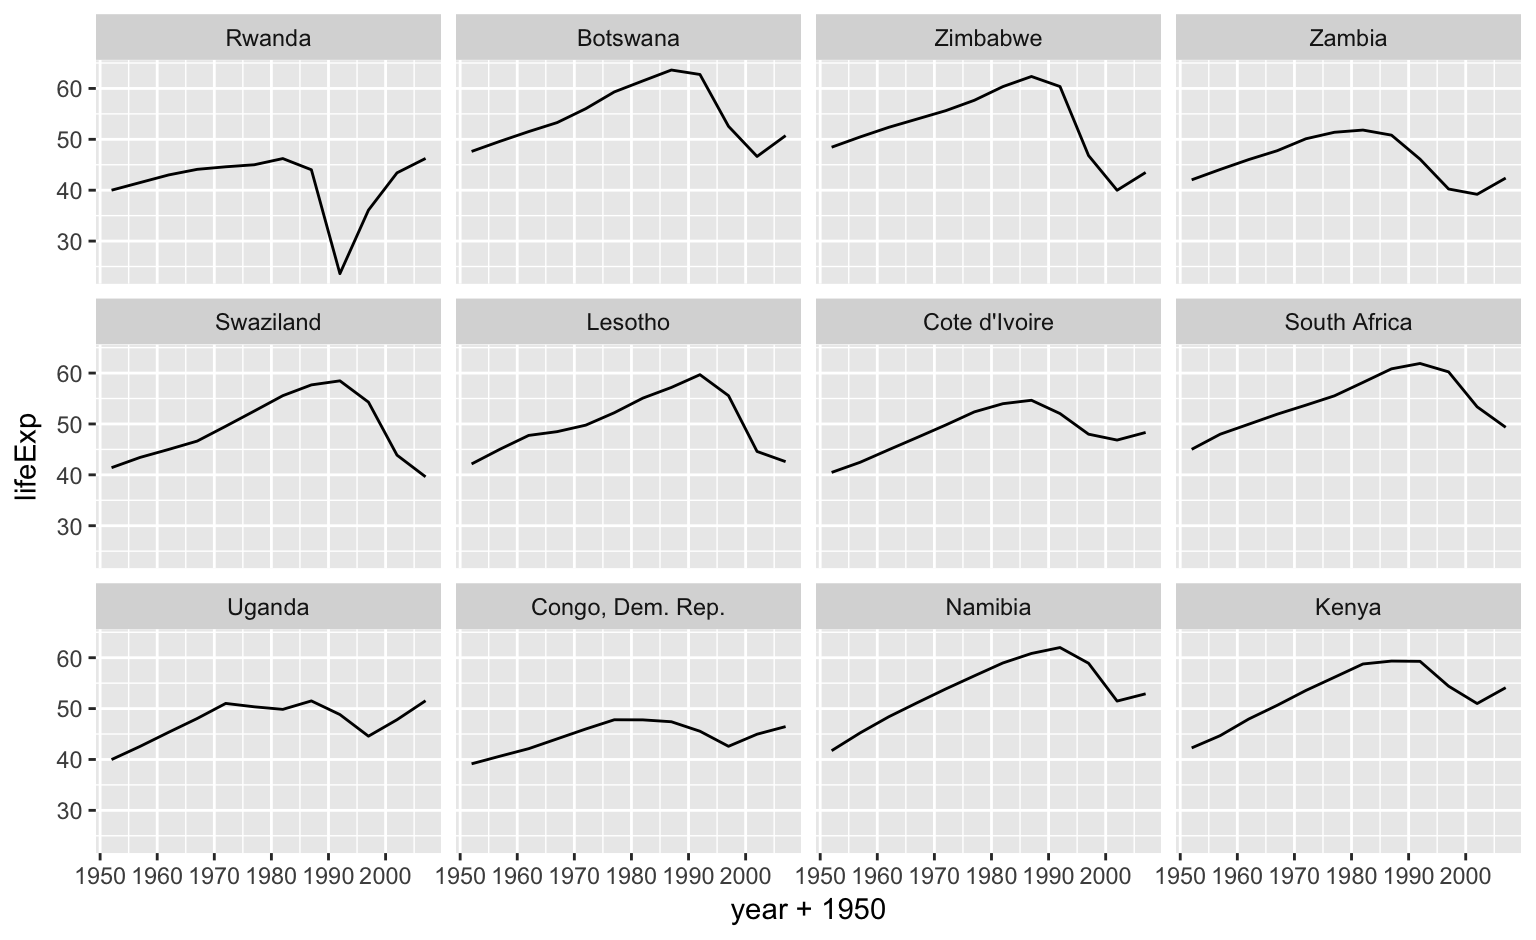 Rwanda Botswana Zimbabwe Zambia
60
50
40
30
Swaziland Lesotho Cote d'Ivoire South Africa
60
50
40
30
lifeExp
Uganda Congo, Dem. Rep. Namibia Kenya
60
50
40
30
1950 1960 1970 1980 1990 2000 1950 1960 1970 1980 1990 2000 1950 1960 1970 1980 1990 2000 1950 1960 1970 1980 1990 2000
year + 1950